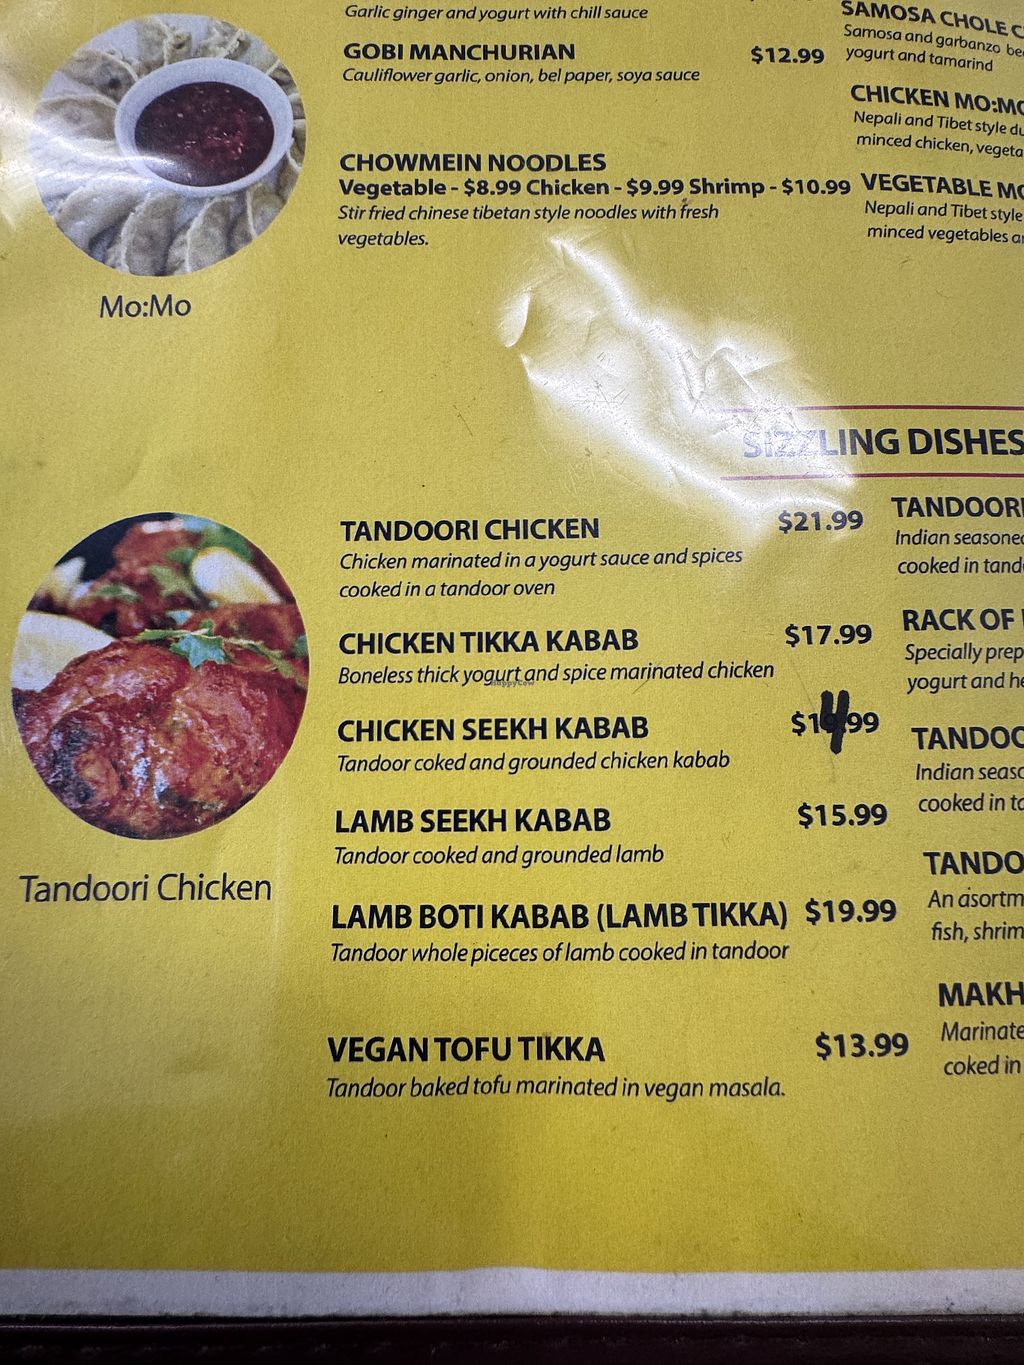 Garlic ginger and yogurt with chill sauce
GOBI MANCHURIAN $12.99
Cauliflower garlic, onion, bel paper, soya sauce
CHOWMEIN NOODLES
Vegetable - $8.99 Chicken - $9.99 Shrimp - $10.99
Stir fried chinese tibetan style noodles with fresh
vegetables.
Mo:Mo
SAMOSA CHOLE
Samosa and garbanzo
yogurt and tamarind
CHICKEN
Nepali and Tibet style
minced chicken,
VEGETABLE
Nepali and Tibet style
minced vegetables
SIZZLING DISHES
TANDOORI CHICKEN $21.99
Chicken marinated in a yogurt sauce and spices
cooked in a tandoor oven
CHICKEN TIKKA KABAB $17.99
Boneless thick yogurt and spice marinated chicken
HappyCow
CHICKEN SEEKH KABAB $14.99
Tandoor coked and grounded chicken kabab
LAMB SEEKH KABAB $15.99
Tandoor cooked and grounded lamb
LAMB BOTI KABAB (LAMB TIKKA) $19.99
Tandoor whole piceces of lamb cooked in tandoor
VEGAN TOFU TIKKA $13.99
Tandoor baked tofu marinated in vegan masala.
Tandoori Chicken
TANDOORI
Indian seasoned
cooked in
RACK OF
Specially
yogurt and
Indian
cooked in
An
fish,
coked in